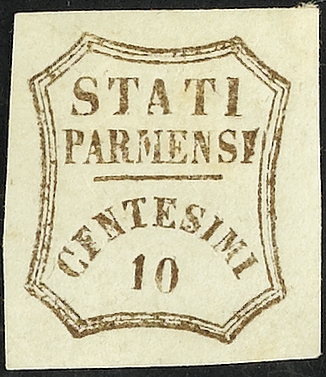 STATI
PARMENSI
CENTESIMI
10